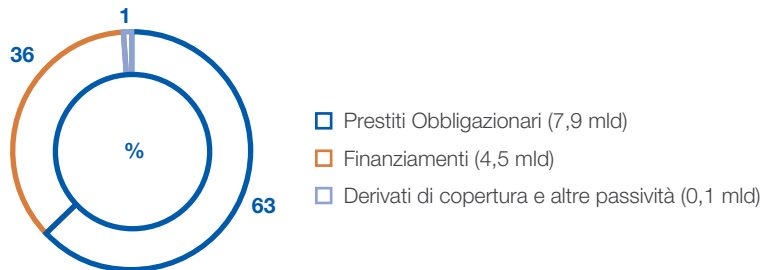 1
36
%
63
Prestiti Obbligazionari (7,9 mld)
Finanziamenti (4,5 mld)
Derivati di copertura e altre passività (0,1 mld)